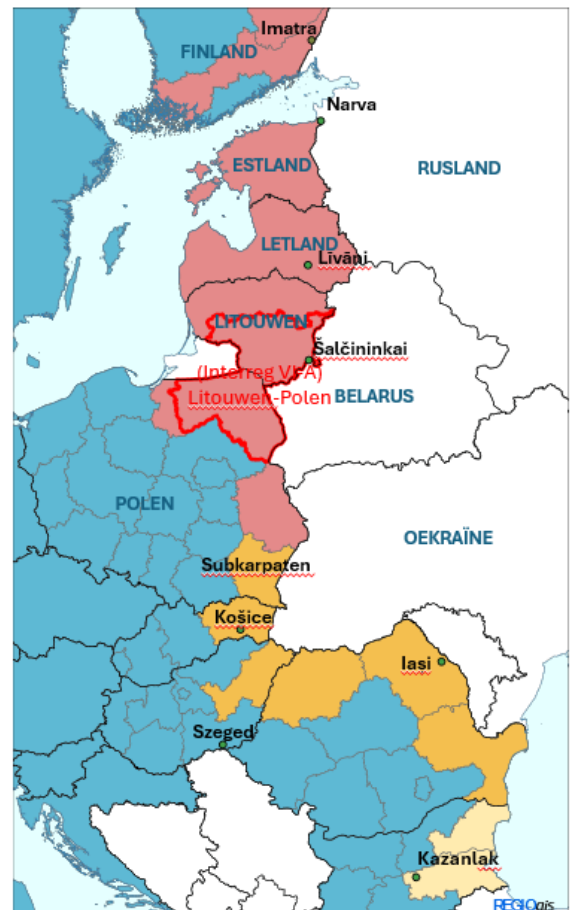 Imatra
FINLAND
Narva
ESTLAND
RUSLAND
LETLAND
Līvāni
LITOUWEN
Šalčininkai
(Interreg VI-A)
Litouwen-Polen
BELARUS
POLEN
OEKRAÏNE
Subkarpaten
Košice
Iasi
Szeged
Kazanlak
REGIOgis